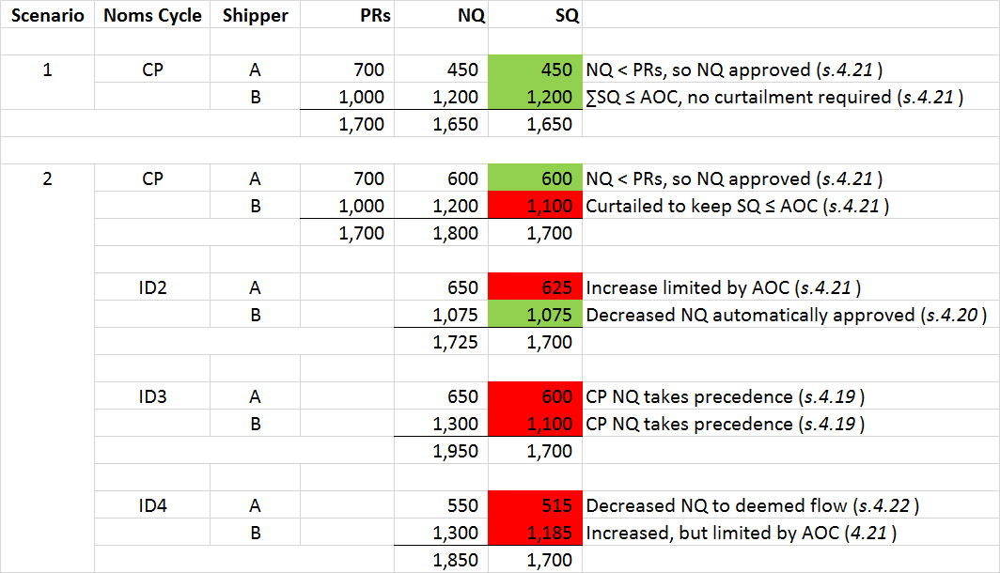 Scenario Noms Cycle Shipper PRs NQ SQ
1 CP A 700 450 450 NQ < PRs, so NQ approved (s.4.21 )
B 1,000 1,200 1,200 ∑SQ ≤ AOC, no curtailment required (s.4.21 )
1,700 1,650 1,650
2 CP A 700 600 600 NQ < PRs, so NQ approved (s.4.21 )
B 1,000 1,200 1,100 Curtailed to keep SQ ≤ AOC (s.4.21 )
1,700 1,800 1,700
ID2 A 650 625 Increase limited by AOC (s.4.21 )
B 1,075 1,075 Decreased NQ automatically approved (s.4.20 )
1,725 1,700
ID3 A 650 600 CP NQ takes precedence (s.4.19 )
B 1,300 1,100 CP NQ takes precedence (s.4.19 )
1,950 1,700
ID4 A 550 515 Decreased NQ to deemed flow (s.4.22 )
B 1,300 1,185 Increased, but limited by AOC (4.21 )
1,850 1,700